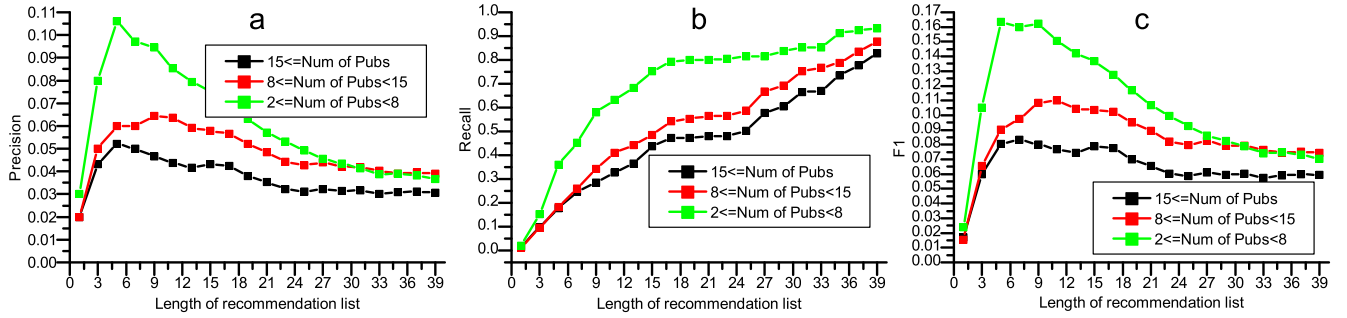 a
0.11
0.10
0.09
0.08
0.07
0.06
0.05
0.04
0.03
0.02
0.01
0.00
Precision
15<=Num of Pubs
8<=Num of Pubs<15
2<=Num of Pubs<8
0 3 6 9 12 15 18 21 24 27 30 33 36 39
Length of recommendation list
b
1.0
0.9
0.8
0.7
0.6
0.5
0.4
0.3
0.2
0.1
0.0
Recall
15<=Num of Pubs
8<=Num of Pubs<15
2<=Num of Pubs<8
0 3 6 9 12 15 18 21 24 27 30 33 36 39
Length of recommendation list
c
0.17
0.16
0.15
0.14
0.13
0.12
0.11
0.10
0.09
0.08
0.07
0.06
0.05
0.04
0.03
0.02
0.01
0.00
F1
15<=Num of Pubs
8<=Num of Pubs<15
2<=Num of Pubs<8
0 3 6 9 12 15 18 21 24 27 30 33 36 39
Length of recommendation list